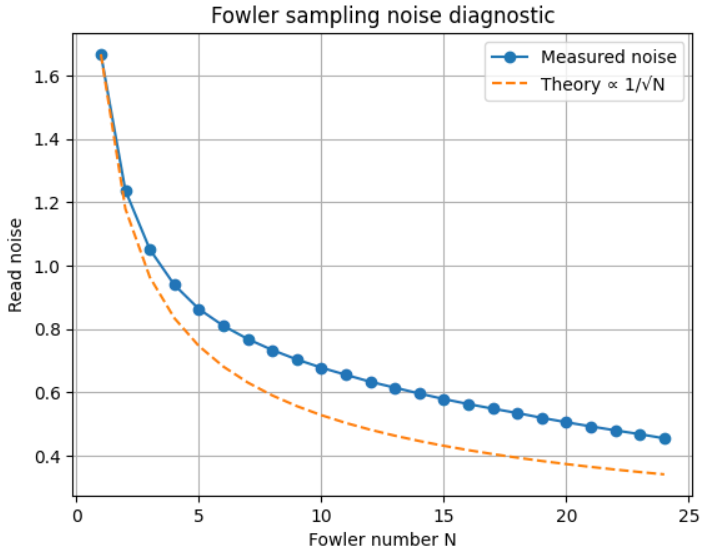 Fowler sampling noise diagnostic
Measured noise
Theory ∝ 1/√N
Read noise
1.6
1.4
1.2
1.0
0.8
0.6
0.4
0 5 10 15 20 25
Fowler number N